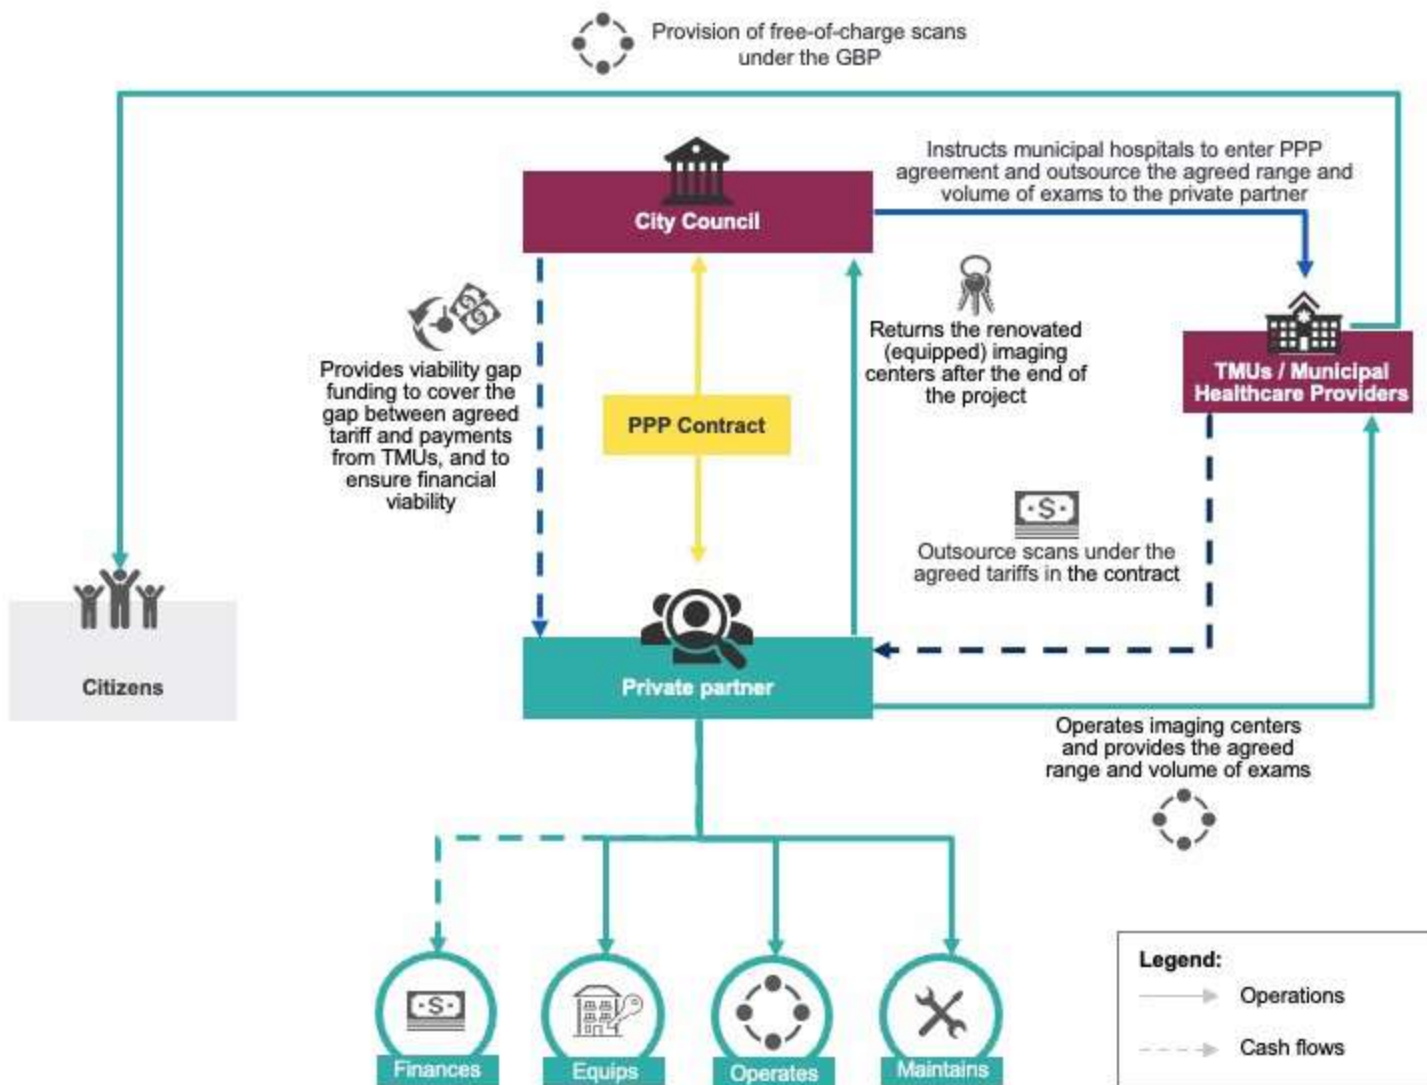 Provision of free-of-charge scans
under the GBP
Instructs municipal hospitals to enter PPP
agreement and outsource the agreed range and
volume of exams to the private partner
City Council
Returns the renovated
(equipped) imaging
centers after the end of
the project
TMUs / Municipal
Healthcare Providers
Provides viability gap
funding to cover the
gap between agreed
tariff and payments
from TMUs, and to
ensure financial
viability
PPP Contract
$
Outsource scans under the
agreed tariffs in the contract
Citizens
Private partner
Operates imaging centers
and provides the agreed
range and volume of exams
$
Finances
Equips
Operates
Maintains
Legend:
Operations
Cash flows